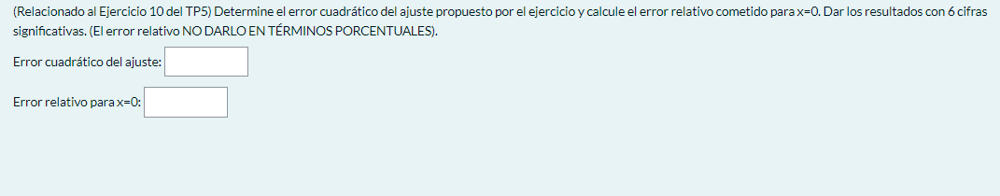 (Relacionado al Ejercicio 10 del TP5) Determine el error cuadrático del ajuste propuesto por el ejercicio y calcule el error relativo cometido para x=0. Dar los resultados con 6 cifras
significativas. (El error relativo NO DARLO EN TÉRMINOS PORCENTUALES).
Error cuadrático del ajuste:
Error relativo para x=0: